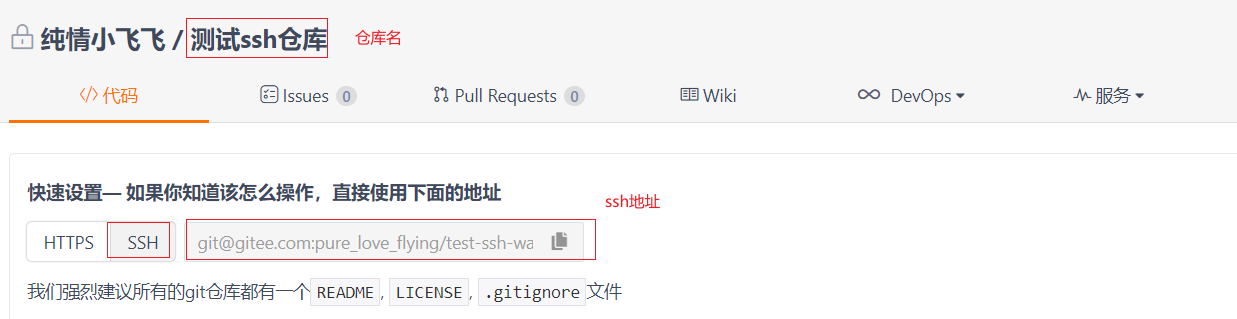 纯情小飞飞 / 测试ssh仓库 仓库名
代码 Issues 0 Pull Requests 0 Wiki DevOps 服务
快速设置— 如果你知道该怎么操作，直接使用下面的地址
ssh地址
HTTPS SSH git@gitee.com:pure_love_flying/test-ssh-wa
我们强烈建议所有的git仓库都有一个 README, LICENSE, .gitignore 文件